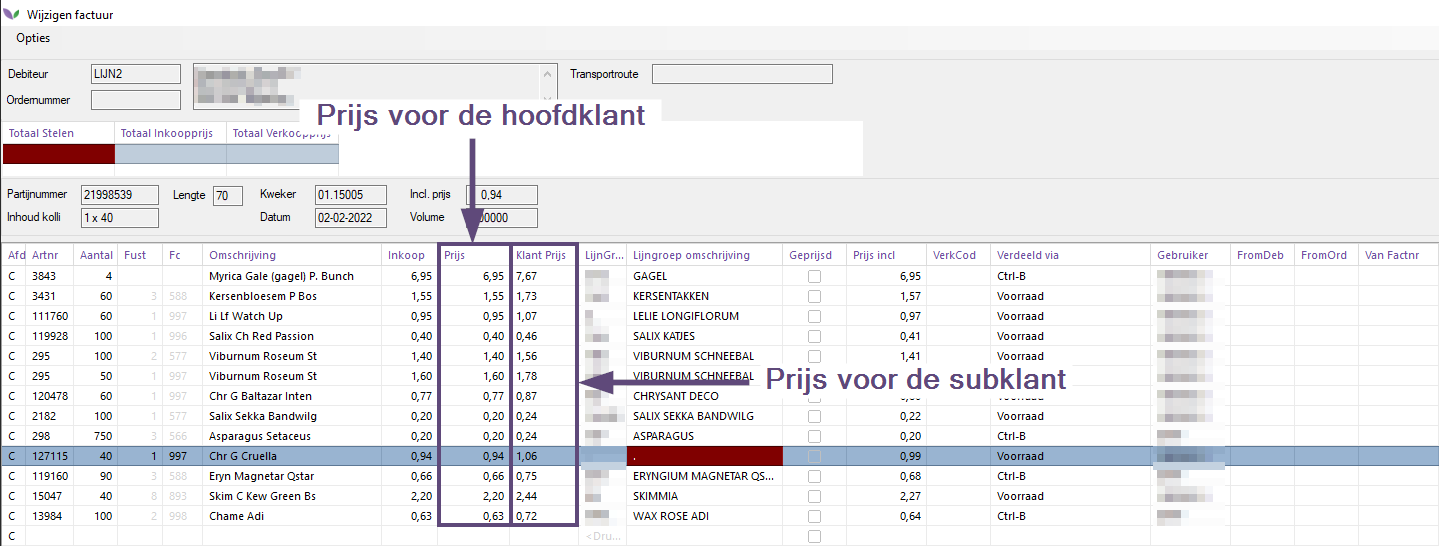 Wijzigen factuur
Opties
Debiteur LIJN2 Transportroute
Ordernummer
Prijs voor de hoofdklant
Totaal Stelen Totaal Inkoopprijs Totaal Verkoopprijs
Partijnummer 21998539 Lengte 70 Kweker 01.15005 Incl. prijs 0,94
Inhoud kolli 1 x 40 Datum 02-02-2022 Volume
Afd Artnr Aantal Fust Fc Omschrijving Inkoop Prijs Klant Prijs LijnGr... Lijngroep omschrijving Geprijsd Prijs incl VerkCod Verdeeld via Gebruiker FromDeb FromOrd Van Factnr
C 3843 4 Myrica Gale (gagel) P. Bunch 6,95 6,95 7,67 GAGEL 6,95 Ctrl-B
C 3431 60 3 588 Kersenbloesem P Bos 1,55 1,55 1,73 KERSENTAKKEN 1,57 Voorraad
C 111760 60 1 997 Li Lf Watch Up 0,95 0,95 1,07 LELIE LONGIFLORUM 0,97 Voorraad
C 119928 100 1 996 Salix Ch Red Passion 0,40 0,40 0,46 SALIX KATJES 0,41 Voorraad
C 295 100 2 577 Viburnum Roseum St 1,40 1,40 1,56 VIBURNUM SCHNEEBAL 1,41 Voorraad
C 295 50 1 997 Viburnum Roseum St 1,60 1,60 1,78 VIBURNUM SCHNEEBAL
Prijs voor de subklant
C 120478 60 1 997 Chr G Baltazar Inten 0,77 0,77 0,87 CHRYSANT DECO
C 2182 100 1 577 Salix Sekka Bandwilg 0,20 0,20 0,24 SALIX SEKKA BANDWILG 0,22 Voorraad
C 298 750 3 566 Asparagus Setaceus 0,20 0,20 0,24 ASPARAGUS 0,20 Ctrl-B
C 127115 40 1 997 Chr G Cruella 0,94 0,94 1,06 . 0,99 Voorraad
C 119160 90 3 588 Eryn Magnetar Qstar 0,66 0,66 0,75 ERYNGIUM MAGNETAR QS... 0,68 Ctrl-B
C 15047 40 8 893 Skim C Kew Green Bs 2,20 2,20 2,44 SKIMMIA 2,27 Voorraad
C 13984 100 2 998 Chame Adi 0,63 0,63 0,72 WAX ROSE ADI 0,64 Ctrl-B
C <Dru...